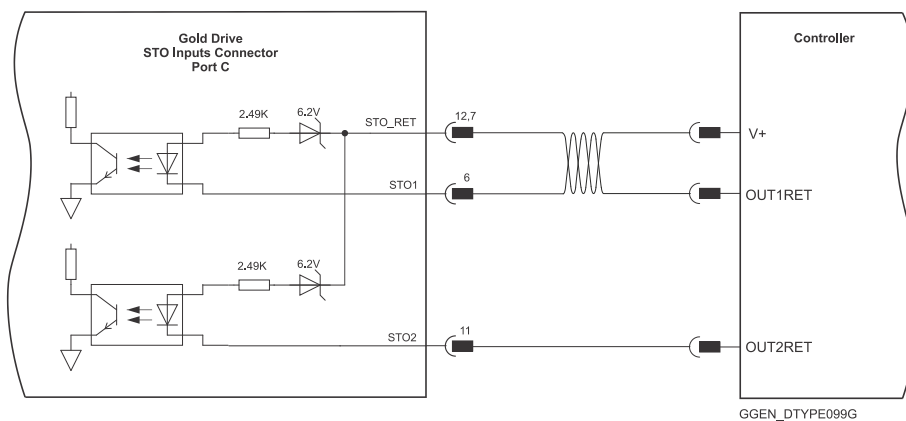 Gold Drive
STO Inputs Connector
Port C
Controller
2.49K
6.2V
STO_RET
12,7
V+
STO1
6
OUT1RET
2.49K
6.2V
STO2
11
OUT2RET
GGEN_DTYPE099G